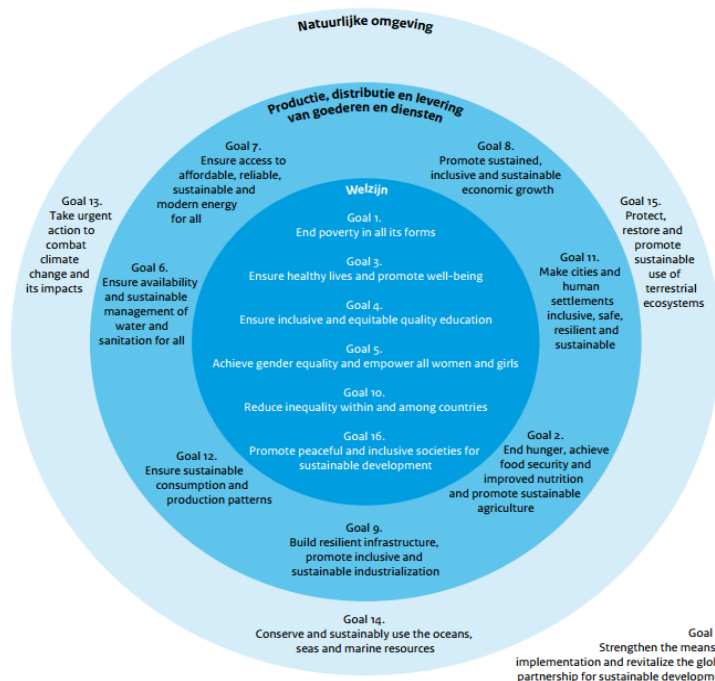 Natuurlijke omgeving
Productie, distributie en levering
van goederen en diensten
Goal 7.
Ensure access to
affordable, reliable,
sustainable and
modern energy
for all
Goal 8.
Promote sustained,
inclusive and sustainable
economic growth
Welzijn
Goal 1.
End poverty in all its forms
Goal 3.
Ensure healthy lives and promote well-being
Goal 4.
Ensure inclusive and equitable quality education
Goal 5.
Achieve gender equality and empower all women and girls
Goal 10.
Reduce inequality within and among countries
Goal 16.
Promote peaceful and inclusive societies for
sustainable development
Goal 13.
Take urgent
action to
combat
climate
change and
its impacts
Goal 6.
Ensure availability
and sustainable
management of
water and
sanitation for all
Goal 15.
Protect,
restore and
promote
sustainable
use of
terrestrial
ecosystems
Goal 11.
Make cities and
human
settlements
inclusive, safe,
resilient and
sustainable
Goal 12.
Ensure sustainable
consumption and
production patterns
Goal 2.
End hunger, achieve
food security and
improved nutrition
and promote sustainable
agriculture
Goal 9.
Build resilient infrastructure,
promote inclusive and
sustainable industrialization
Goal 14.
Conserve and sustainably use the oceans,
seas and marine resources
Goal
Strengthen the means
implementation and revitalize the
partnership for sustainable